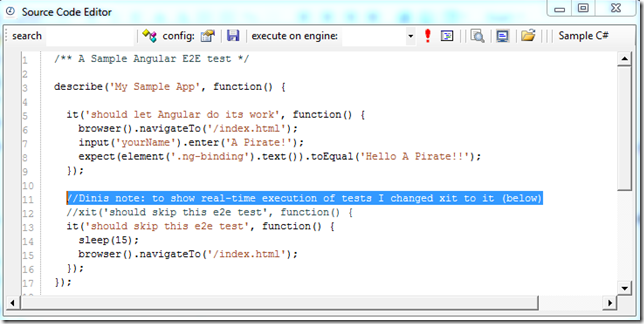 Source Code Editor
search config: execute on engine: Sample C#
1 /** A Sample Angular E2E test */
2
3 describe('My Sample App', function() {
4
5 it('should let Angular do its work', function() {
6 browser().navigateTo('/index.html');
7 input('yourName').enter('A Pirate!');
8 expect(element('.ng-binding').text()).toEqual('Hello A Pirate!!');
9 });
10
11 //Dinis note: to show real-time execution of tests I changed xit to it (below)
12 //xit('should skip this e2e test', function() {
13 it('should skip this e2e test', function() {
14 sleep(15);
15 browser().navigateTo('/index.html');
16 });
17 });
18